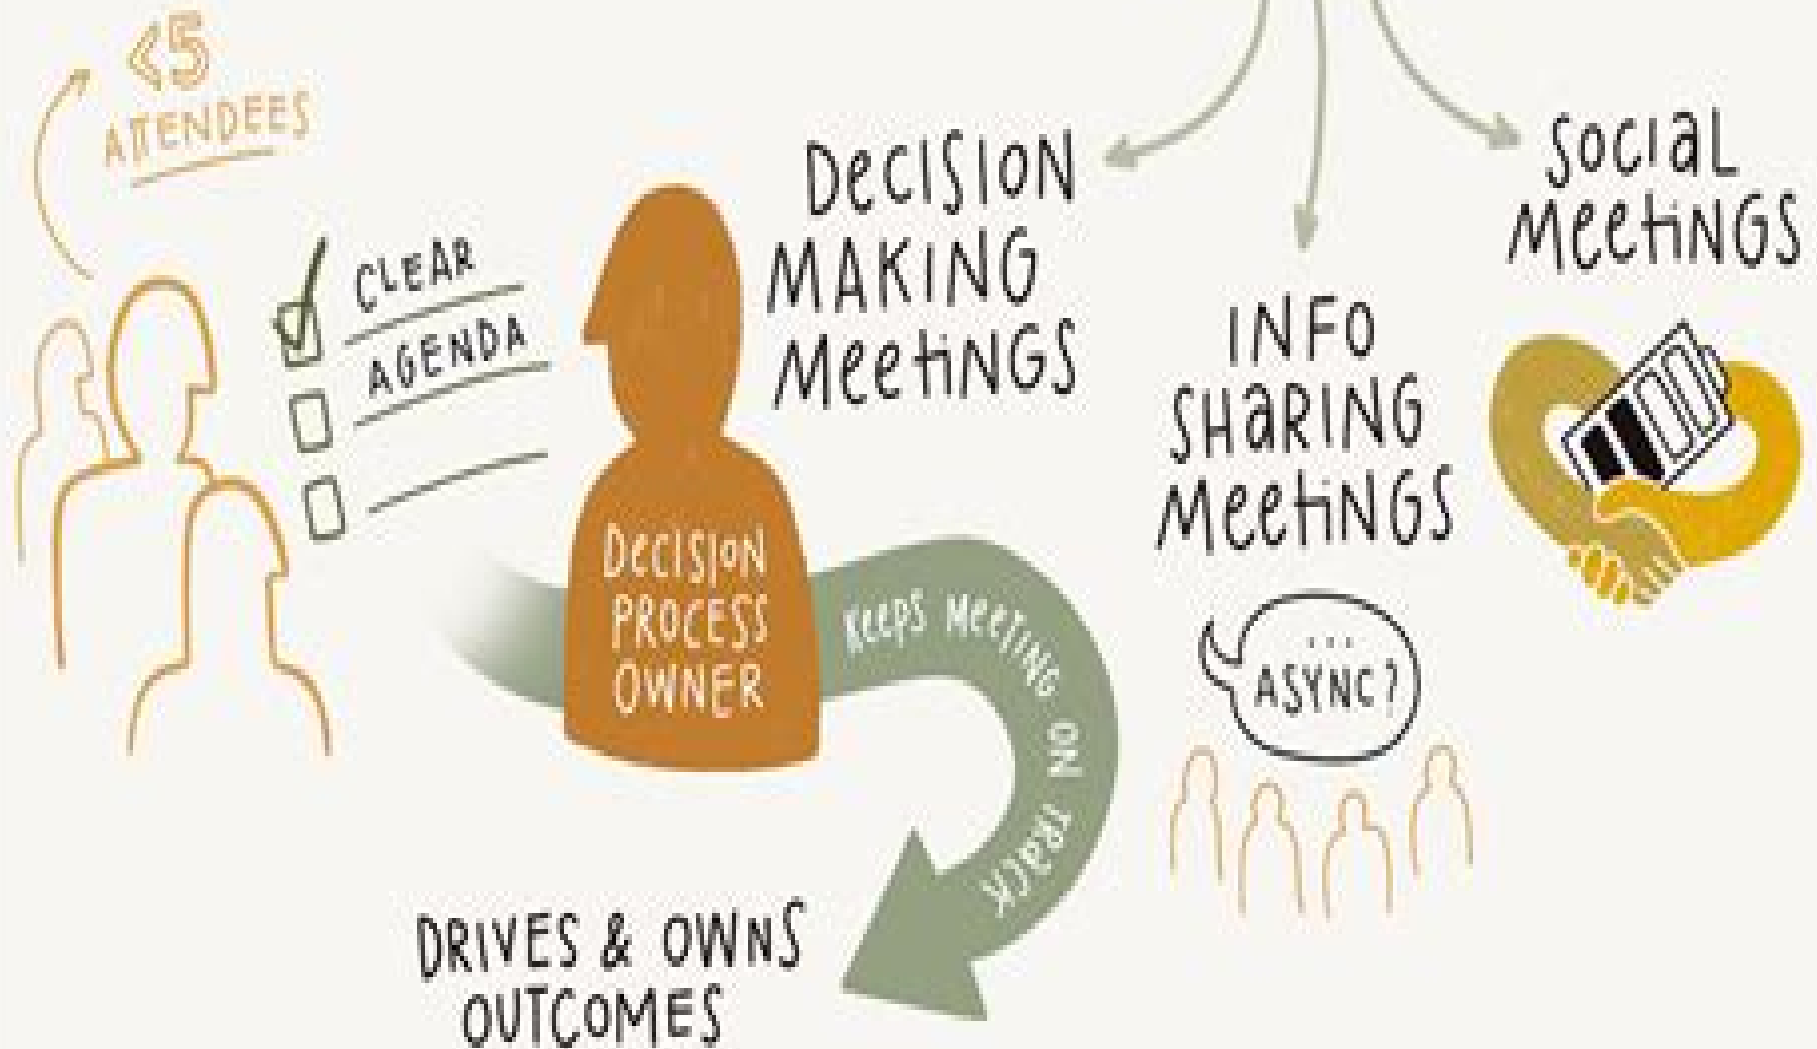 <5
ATTENDEES
CLEAR
AGENDA
DECISION
MAKING
MEETINGS
DECISION
PROCESS
OWNER
KEEPS MEETING ON TRACK
DRIVES & OWNS
OUTCOMES
INFO
SHARING
MEETINGS
...
ASYNC?
SOCIAL
MEETINGS